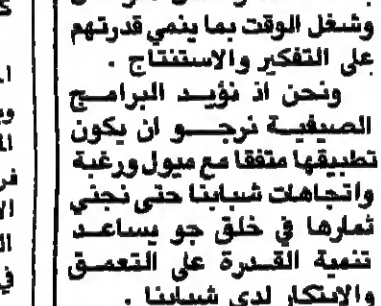 وشغل الوقت بما ينمي قدرتهم
على التفكير والاستنتاج .
ونحن اذ نؤيد البرامج
الصيفية نرجو ان يكون
تطبيقها متفقا مع ميول ورغبة
واتجاهات شبابنا حتى نجني
ثمارها في خلق جو يساعد
تنمية القدرة على التعمق
والابتكار لدى شبابنا .